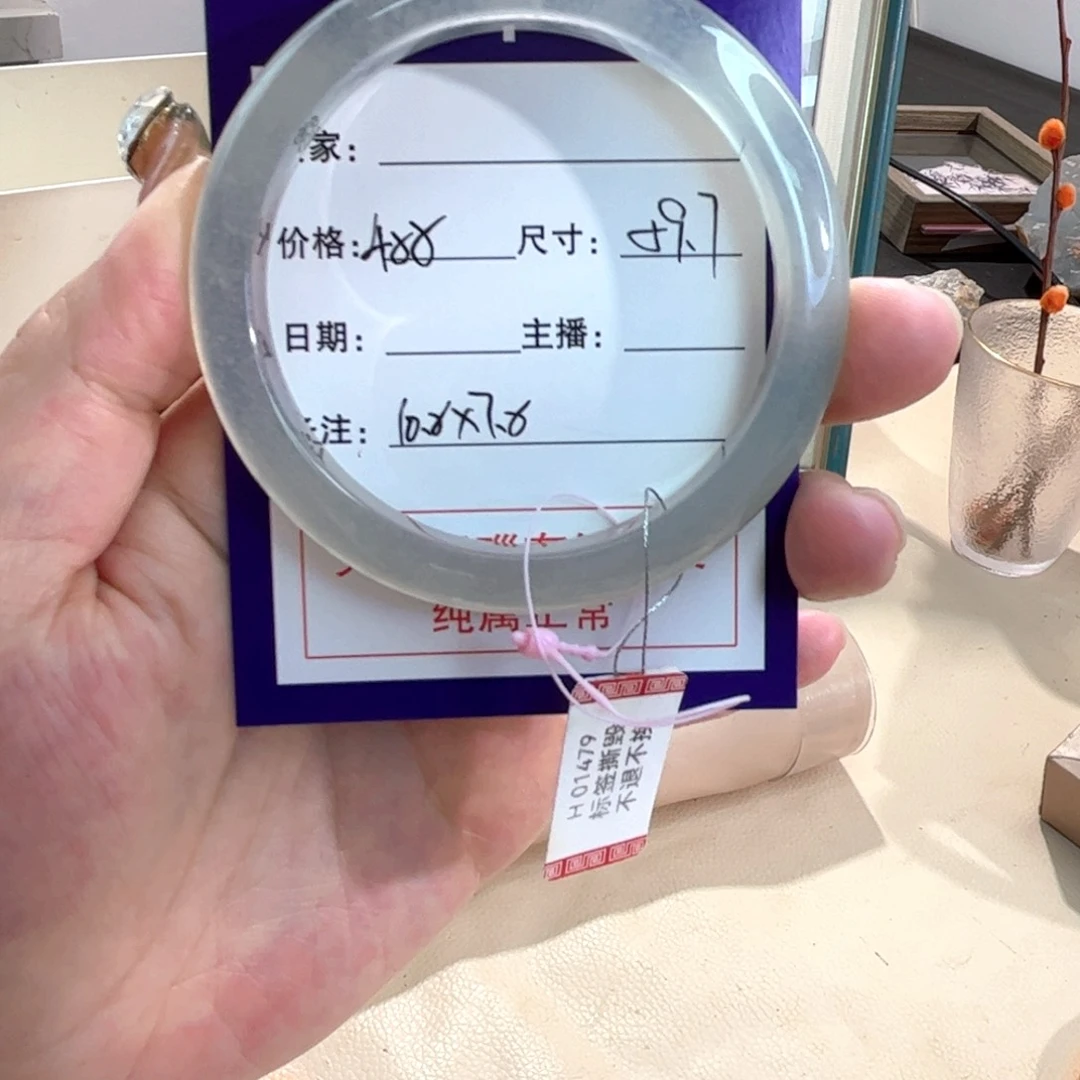 家：
价格：488 尺寸：59.7
日期： 主播：
注：10.8x7.8
纯属正常
H01479
标签撕毁
不退不换